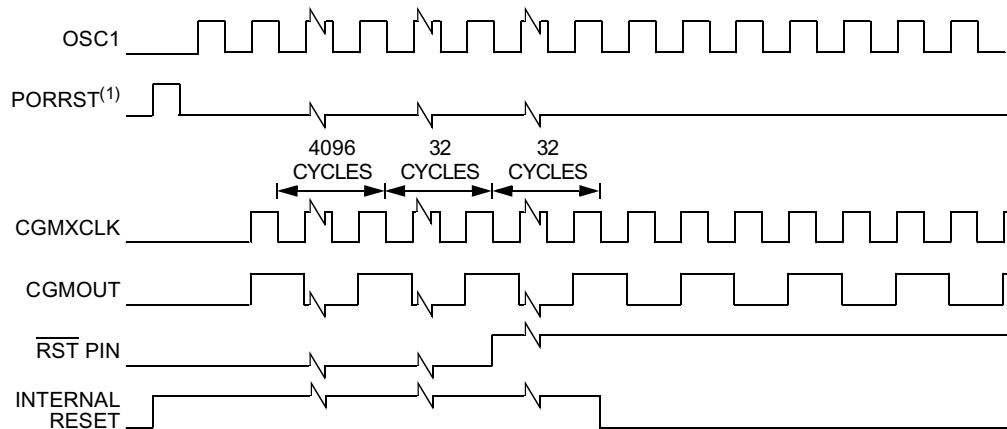 OSC1
PORRST(1)
4096 32 32
CYCLES CYCLES CYCLES
CGMXCLK
CGMOUT
RST PIN
INTERNAL
RESET